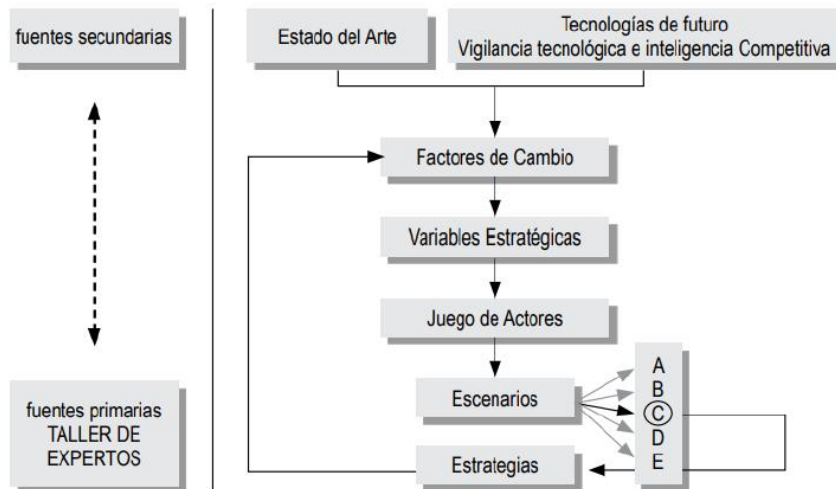 fuentes secundarias
Estado del Arte
Tecnologías de futuro
Vigilancia tecnológica e inteligencia Competitiva
Factores de Cambio
Variables Estratégicas
Juego de Actores
Escenarios
A
B
C
D
E
fuentes primarias
TALLER DE
EXPERTOS
Estrategias